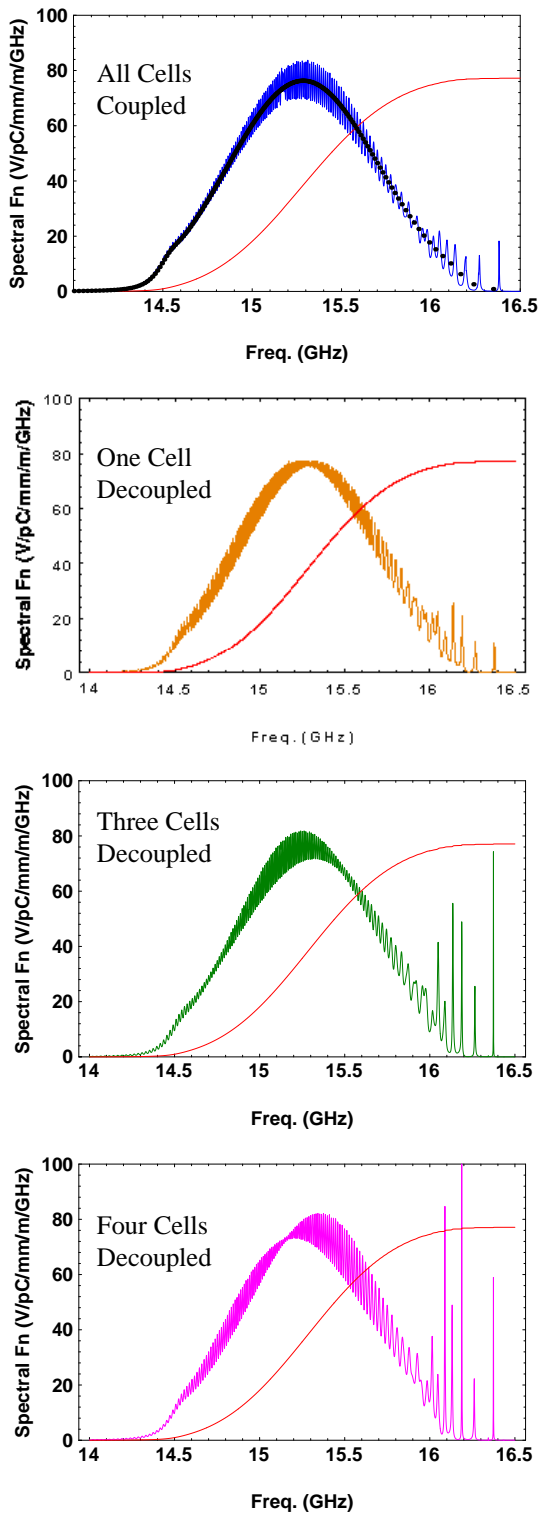 100
80
60
40
20
0
Spectral Fn (V/pC/mm/m/GHz)
All Cells
Coupled
14.5 15 15.5 16 16.5
Freq. (GHz)
100
80
60
40
20
0
Spectral Fn (V/pC/mm/m/GHz)
One Cell
Decoupled
14 14.5 15 15.5 16 16.5
Freq. (GHz)
100
80
60
40
20
0
Spectral Fn (V/pC/mm/m/GHz)
Three Cells
Decoupled
14 14.5 15 15.5 16 16.5
Freq. (GHz)
100
80
60
40
20
0
Spectral Fn (V/pC/mm/m/GHz)
Four Cells
Decoupled
14 14.5 15 15.5 16 16.5
Freq. (GHz)